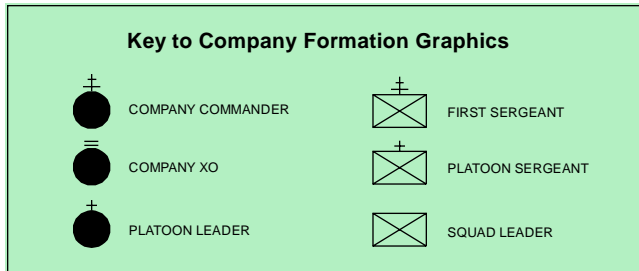 Key to Company Formation Graphics
COMPANY COMMANDER
FIRST SERGEANT
COMPANY XO
PLATOON SERGEANT
PLATOON LEADER
SQUAD LEADER